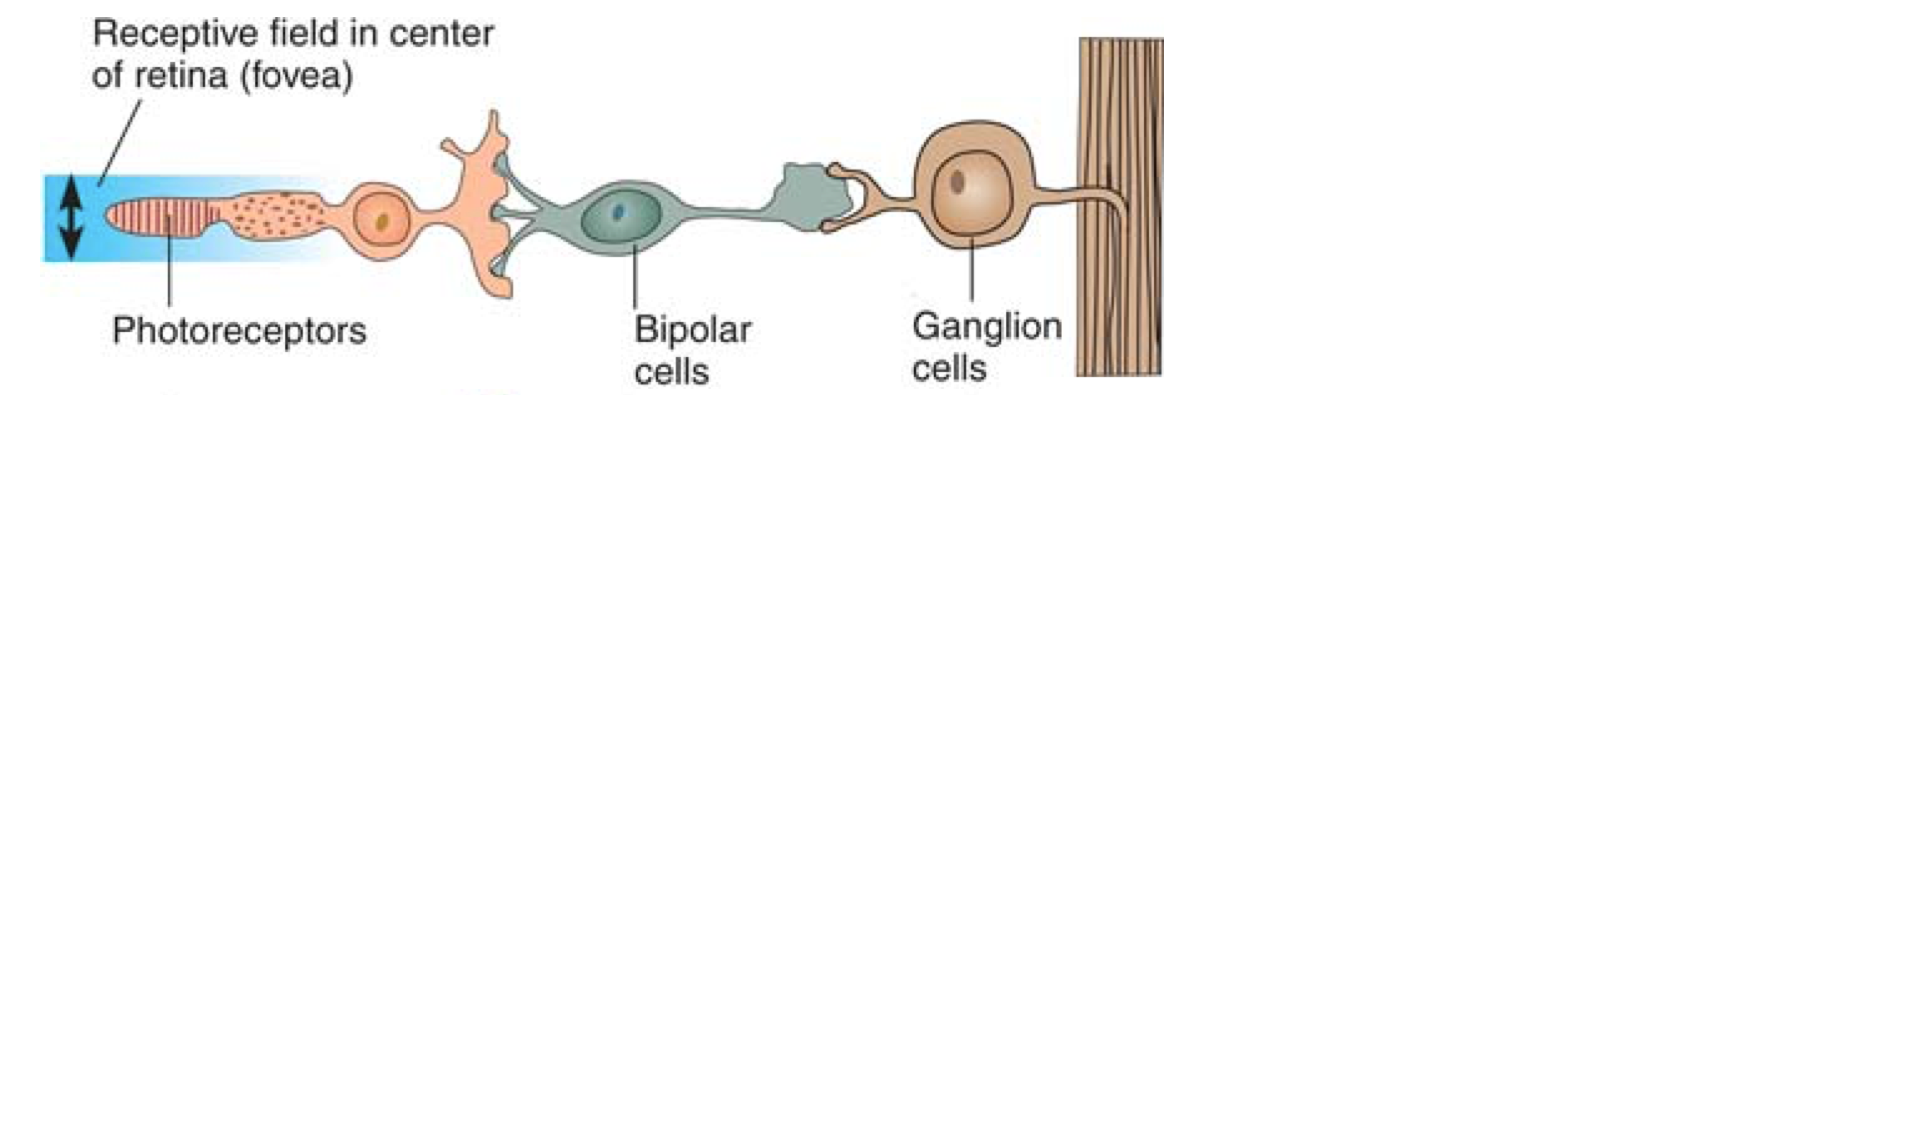 Receptive field in center
of retina (fovea)
Photoreceptors
Bipolar
cells
Ganglion
cells